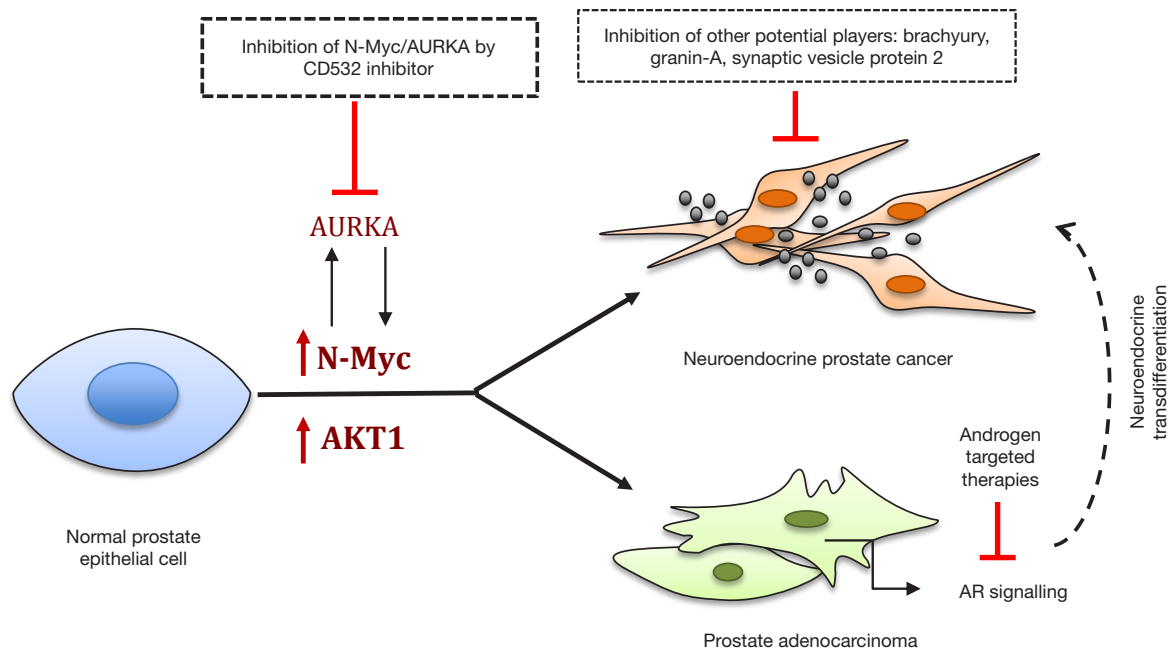 Inhibition of N-Myc/AURKA by
CD532 inhibitor
Inhibition of other potential players: brachyury,
granin-A, synaptic vesicle protein 2
AURKA
N-Myc
AKT1
Normal prostate
epithelial cell
Neuroendocrine prostate cancer
Neuroendocrine
transdifferentiation
Androgen
targeted
therapies
AR signalling
Prostate adenocarcinoma